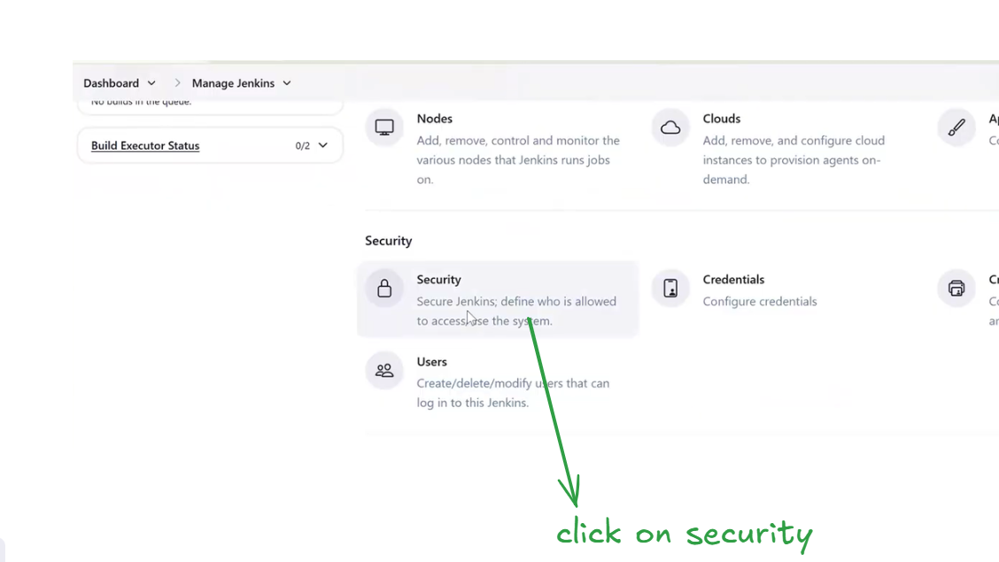 Dashboard > Manage Jenkins
No builds in the queue.
Build Executor Status 0/2
Nodes
Add, remove, control and monitor the
various nodes that Jenkins runs jobs
on.
Clouds
Add, remove, and configure cloud
instances to provision agents on-
demand.
Ap
Co
Security
Security
Secure Jenkins; define who is allowed
to access/use the system.
Credentials
Configure credentials
Cr
Co
an
Users
Create/delete/modify users that can
log in to this Jenkins.
click on security